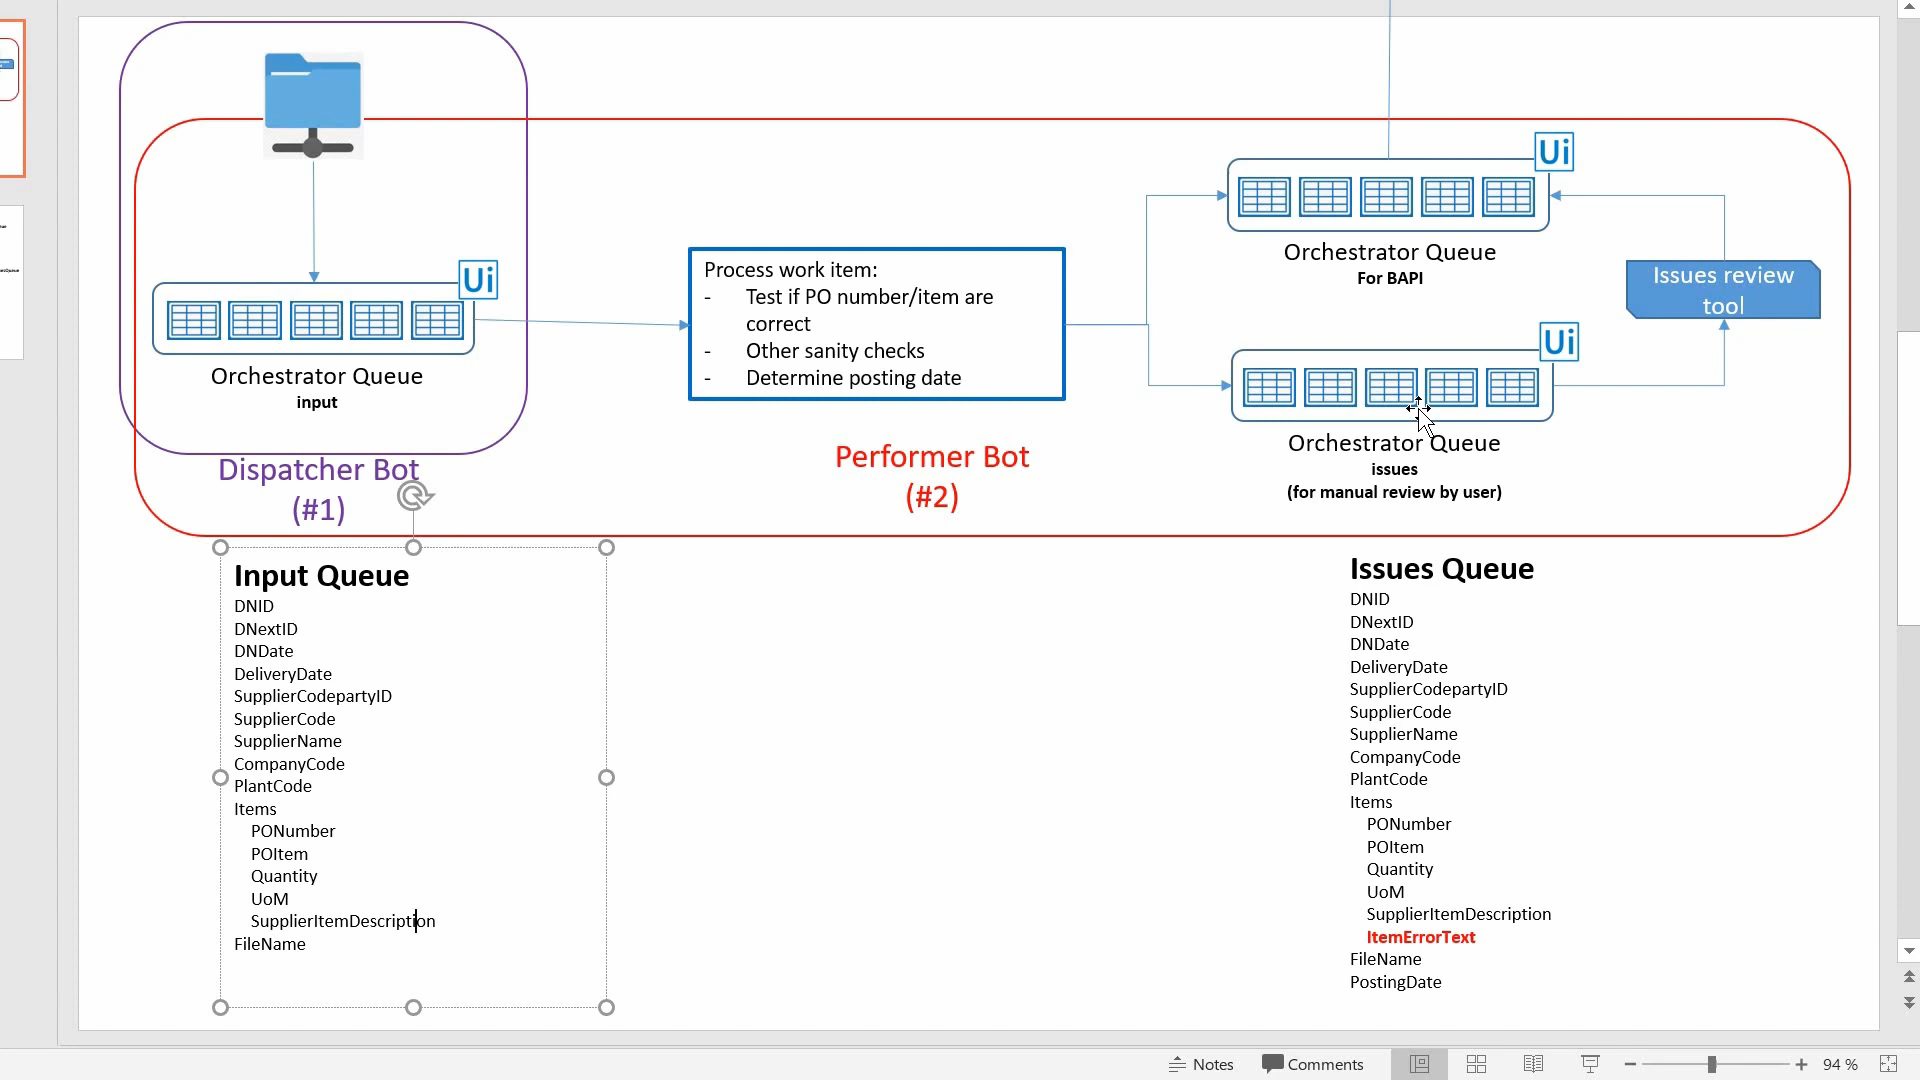 Ui
Ui
Orchestrator Queue
input
Dispatcher Bot
(#1)
Process work item:
- Test if PO number/item are
correct
- Other sanity checks
- Determine posting date
Performer Bot
(#2)
Orchestrator Queue
For BAPI
Issues review
tool
Ui
Orchestrator Queue
issues
(for manual review by user)
Input Queue
DNID
DNextID
DNDate
DeliveryDate
SupplierCodepartyID
SupplierCode
SupplierName
CompanyCode
PlantCode
Items
PONumber
POItem
Quantity
UoM
SupplierItemDescription
FileName
Issues Queue
DNID
DNextID
DNDate
DeliveryDate
SupplierCodepartyID
SupplierCode
SupplierName
CompanyCode
PlantCode
Items
PONumber
POItem
Quantity
UoM
SupplierItemDescription
ItemErrorText
FileName
PostingDate
Notes
Comments
94 %